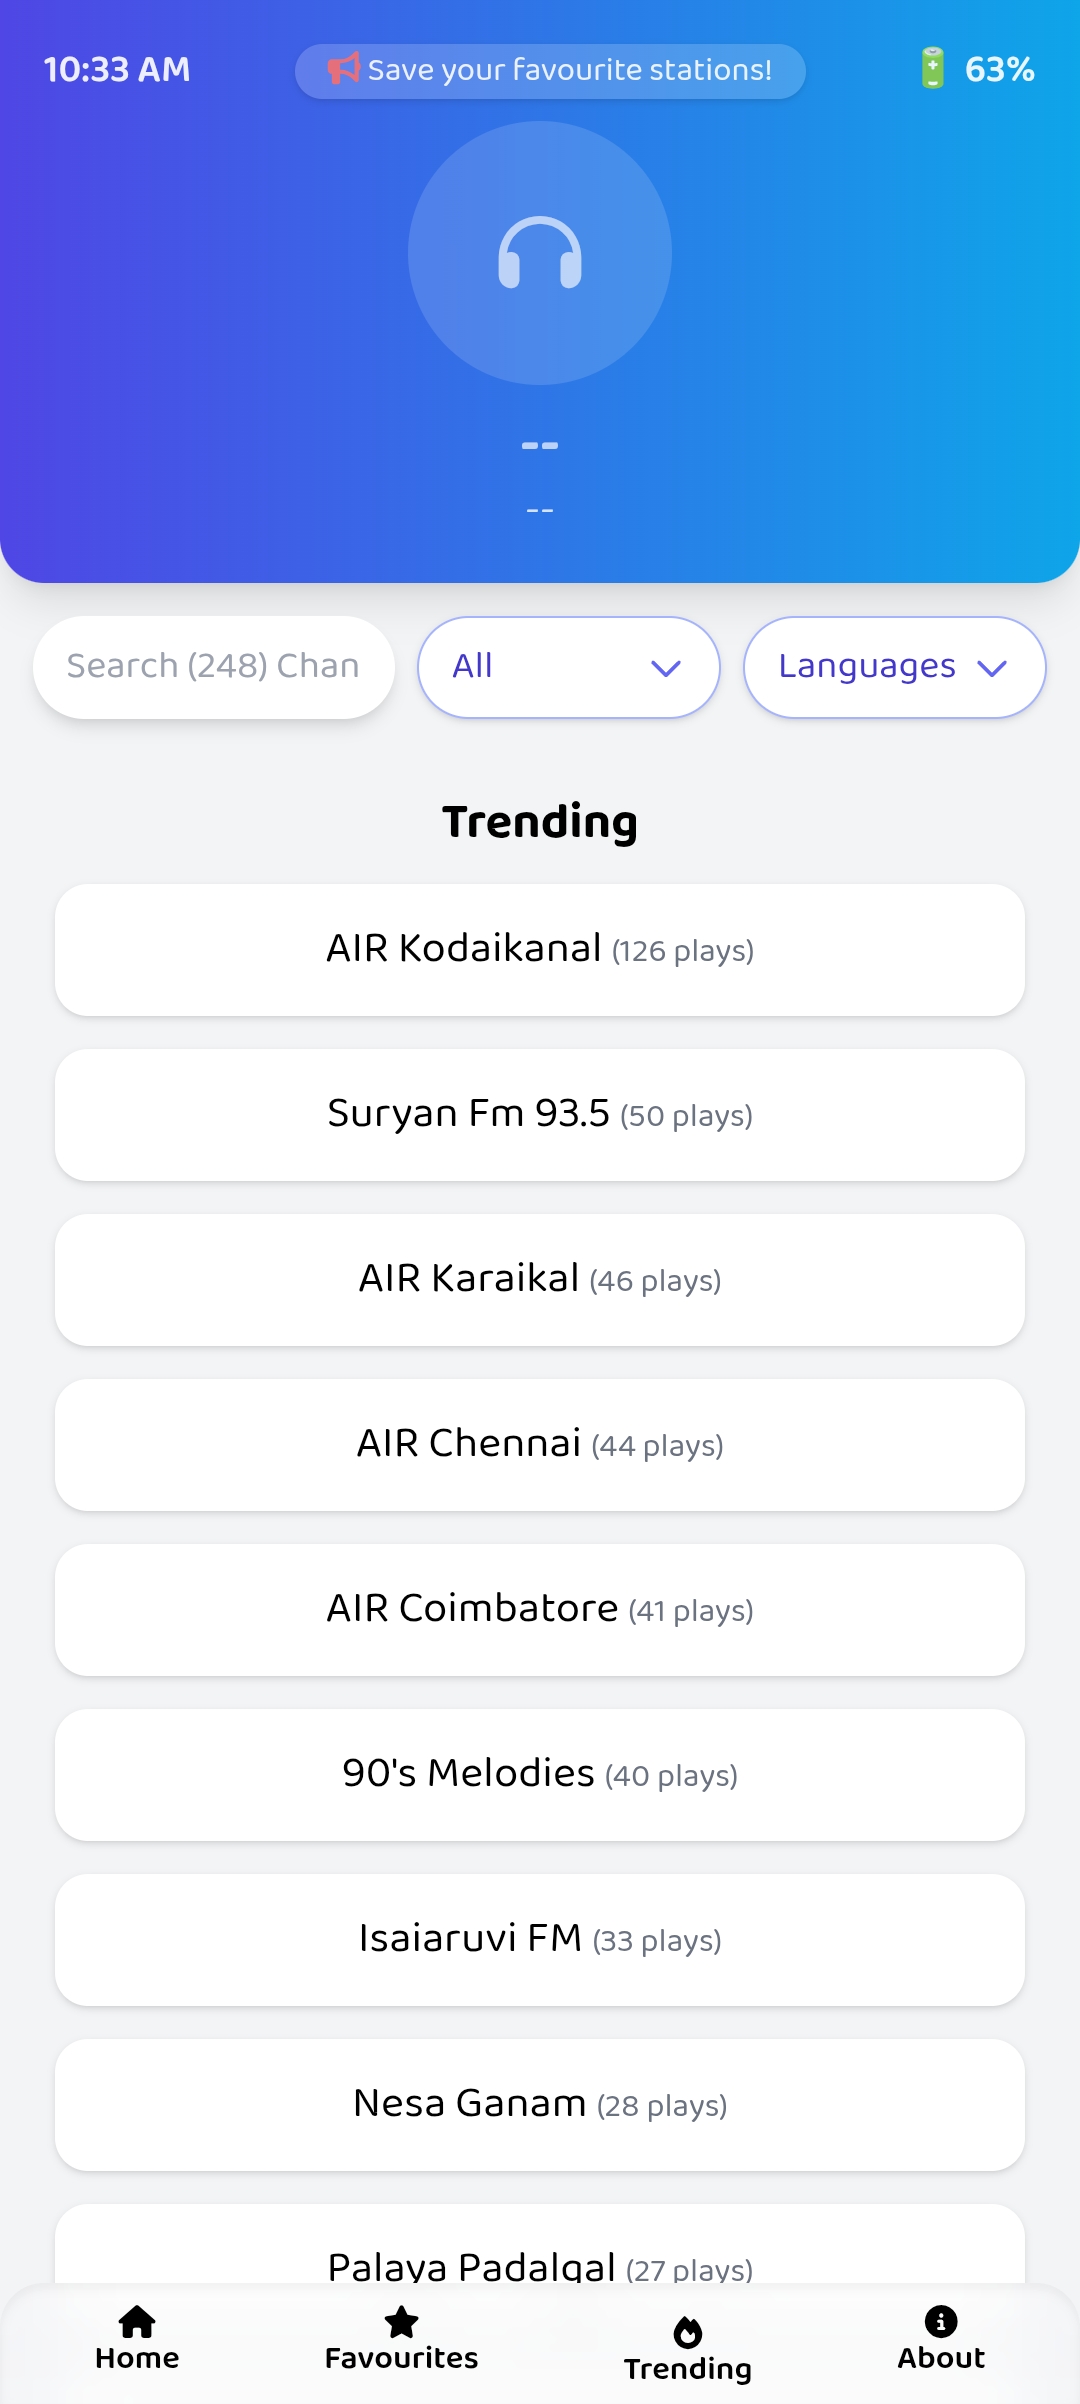 10:33 AM
Save your favourite stations!
63%
--
--
Search (248) Chan
All
Languages
Trending
AIR Kodaikanal (126 plays)
Suryan Fm 93.5 (50 plays)
AIR Karaikal (46 plays)
AIR Chennai (44 plays)
AIR Coimbatore (41 plays)
90's Melodies (40 plays)
Isaiaruvi FM (33 plays)
Nesa Ganam (28 plays)
Palaya Padalgal (27 plays)
Home
Favourites
Trending
About